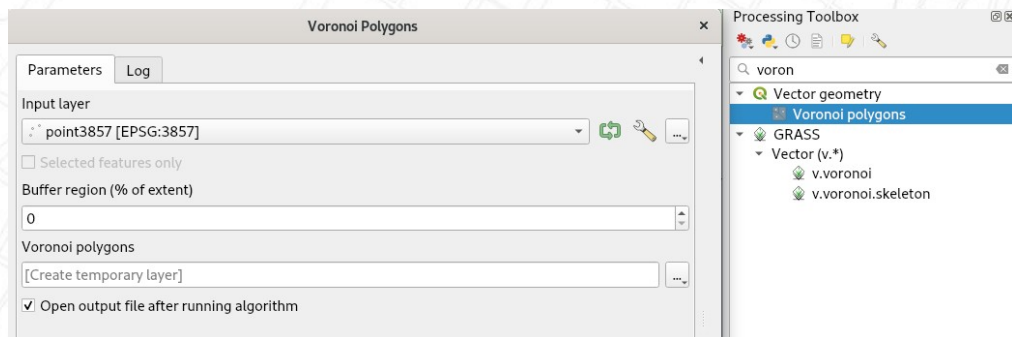 Voronoi Polygons
Parameters
Log
Input layer
point3857 [EPSG:3857]
...
Selected features only
Buffer region (% of extent)
0
Voronoi polygons
[Create temporary layer]
...
Open output file after running algorithm
Processing Toolbox
voron
Vector geometry
Voronoi polygons
GRASS
Vector (v.*)
v.voronoi
v.voronoi.skeleton